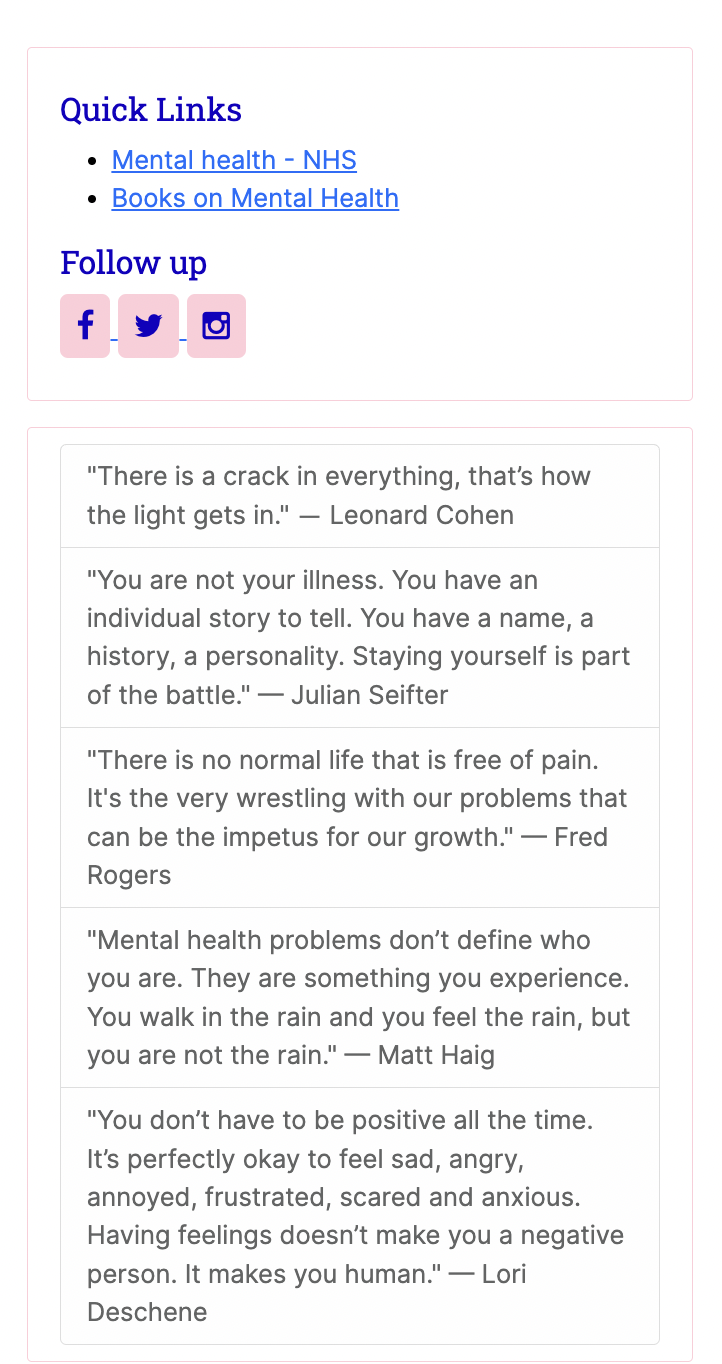 Quick Links
Mental health - NHS
Books on Mental Health
Follow up
"There is a crack in everything, that’s how
the light gets in." ― Leonard Cohen
"You are not your illness. You have an
individual story to tell. You have a name, a
history, a personality. Staying yourself is part
of the battle." — Julian Seifter
"There is no normal life that is free of pain.
It's the very wrestling with our problems that
can be the impetus for our growth." — Fred
Rogers
"Mental health problems don’t define who
you are. They are something you experience.
You walk in the rain and you feel the rain, but
you are not the rain." — Matt Haig
"You don’t have to be positive all the time.
It’s perfectly okay to feel sad, angry,
annoyed, frustrated, scared and anxious.
Having feelings doesn’t make you a negative
person. It makes you human." — Lori
Deschene